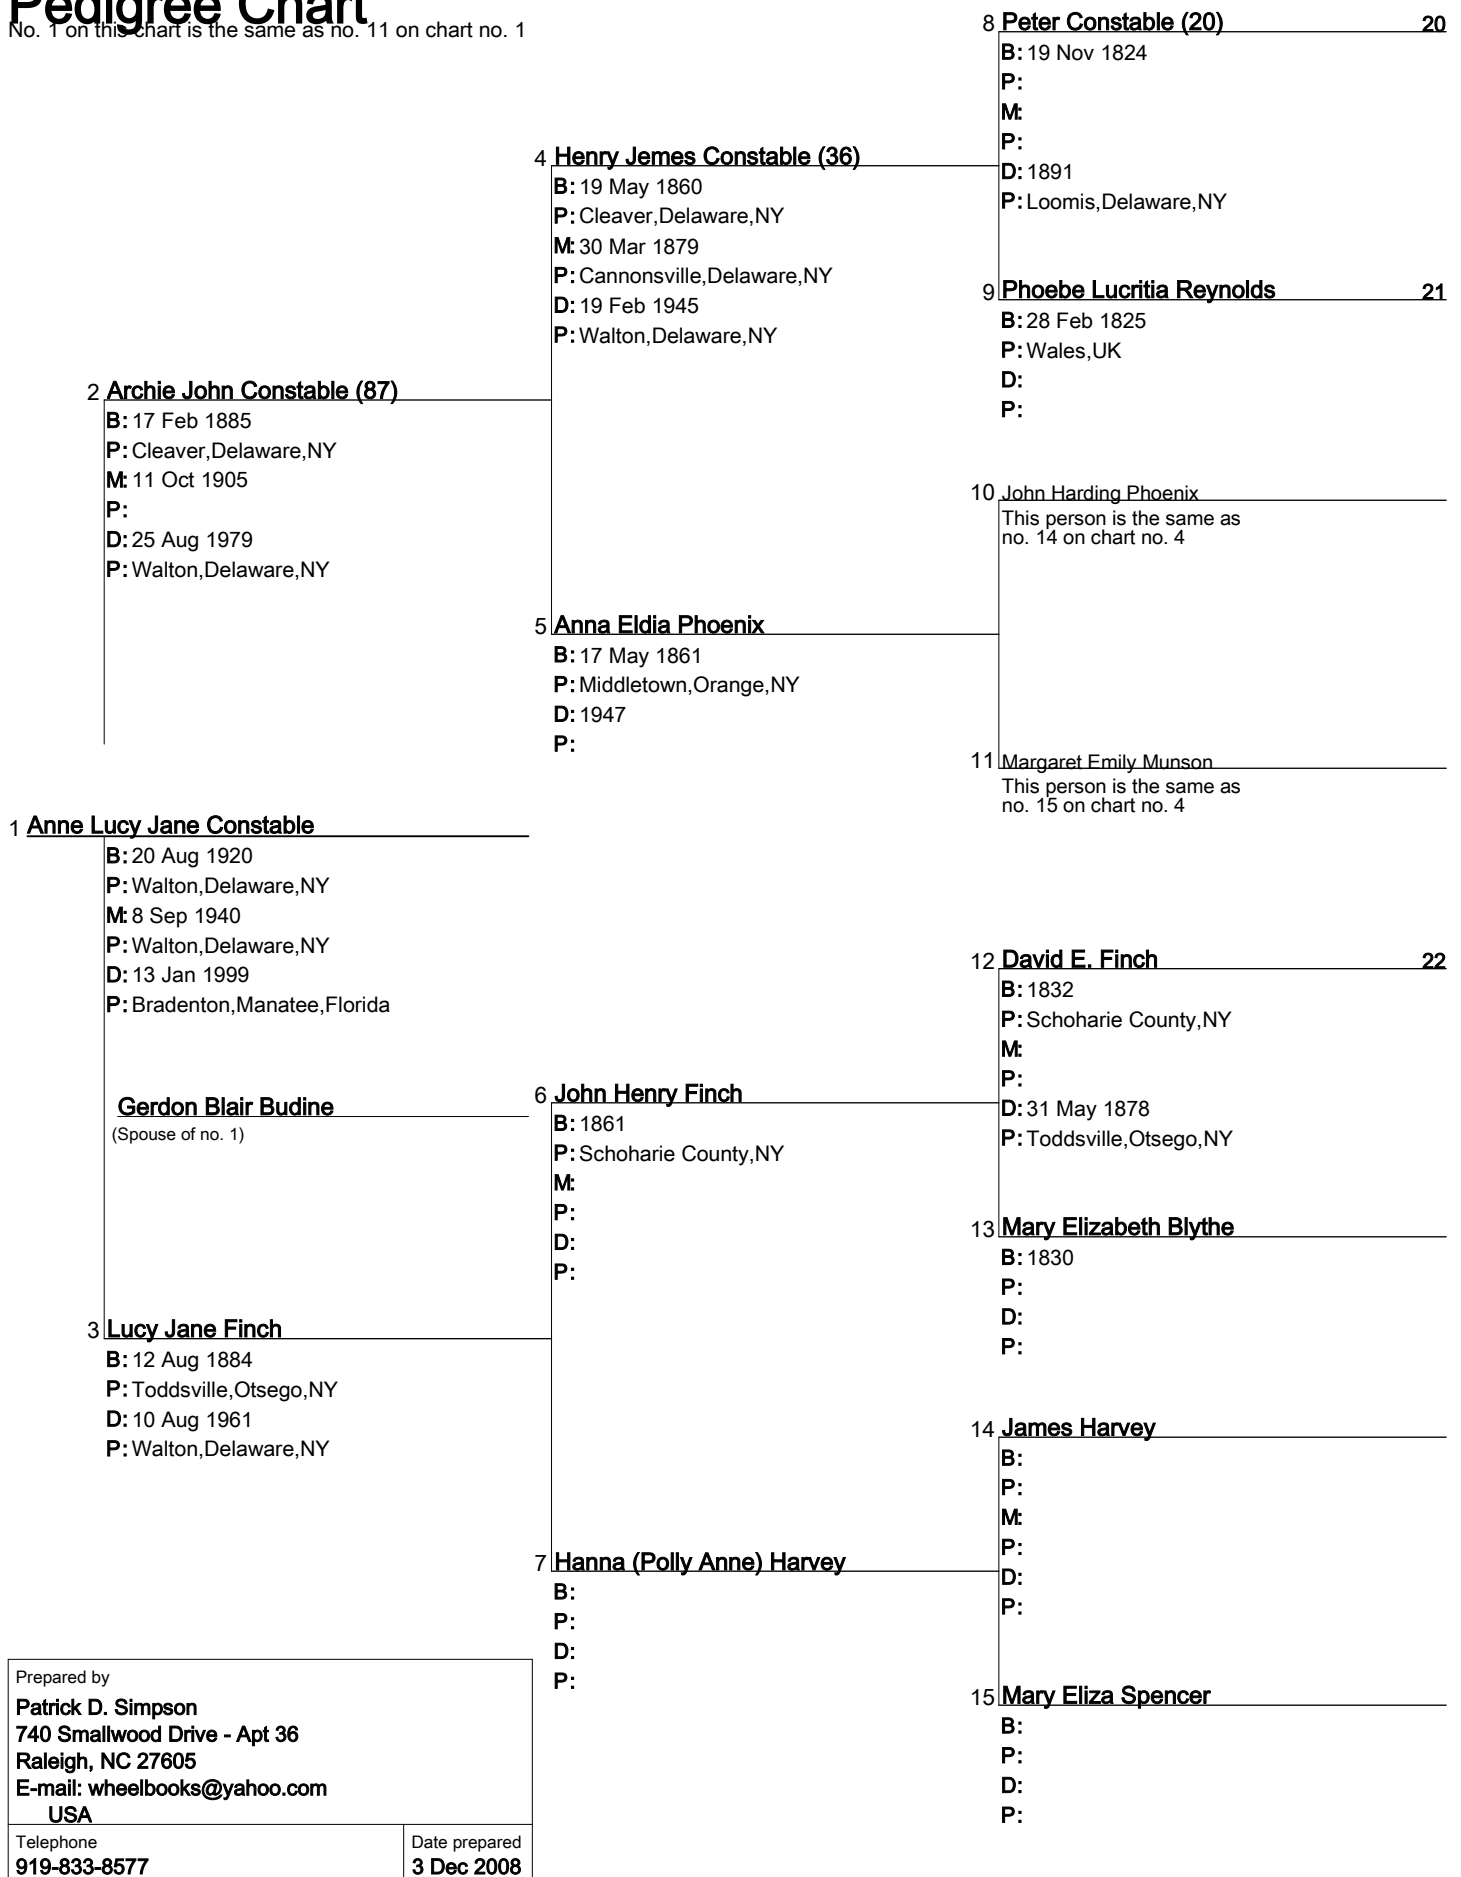 Pedigree Chart
No. 1 on this chart is the same as no. 11 on chart no. 1
8 Peter Constable (20) 20
B: 19 Nov 1824
P:
M:
P:
D: 1891
P: Loomis,Delaware,NY
4 Henry Jemes Constable (36)
B: 19 May 1860
P: Cleaver,Delaware,NY
M: 30 Mar 1879
P: Cannonsville,Delaware,NY
D: 19 Feb 1945
P: Walton,Delaware,NY
9 Phoebe Lucritia Reynolds 21
B: 28 Feb 1825
P: Wales,UK
D:
P:
2 Archie John Constable (87)
B: 17 Feb 1885
P: Cleaver,Delaware,NY
M: 11 Oct 1905
P:
D: 25 Aug 1979
P: Walton,Delaware,NY
10 John Harding Phoenix
This person is the same as
no. 14 on chart no. 4
5 Anna Eldia Phoenix
B: 17 May 1861
P: Middletown,Orange,NY
D: 1947
P:
11 Margaret Emily Munson
This person is the same as
no. 15 on chart no. 4
1 Anne Lucy Jane Constable
B: 20 Aug 1920
P: Walton,Delaware,NY
M: 8 Sep 1940
P: Walton,Delaware,NY
D: 13 Jan 1999
P: Bradenton,Manatee,Florida
Gerdon Blair Budine
(Spouse of no. 1)
12 David E. Finch 22
B: 1832
P: Schoharie County,NY
M:
P:
D: 31 May 1878
P: Toddsville,Otsego,NY
6 John Henry Finch
B: 1861
P: Schoharie County,NY
M:
P:
D:
P:
13 Mary Elizabeth Blythe
B: 1830
P:
D:
P:
3 Lucy Jane Finch
B: 12 Aug 1884
P: Toddsville,Otsego,NY
D: 10 Aug 1961
P: Walton,Delaware,NY
14 James Harvey
B:
P:
M:
P:
D:
P:
7 Hanna (Polly Anne) Harvey
B:
P:
D:
P:
15 Mary Eliza Spencer
B:
P:
D:
P:
Prepared by
Patrick D. Simpson
740 Smallwood Drive - Apt 36
Raleigh, NC 27605
E-mail: wheelbooks@yahoo.com
USA
Telephone
919-833-8577
Date prepared
3 Dec 2008